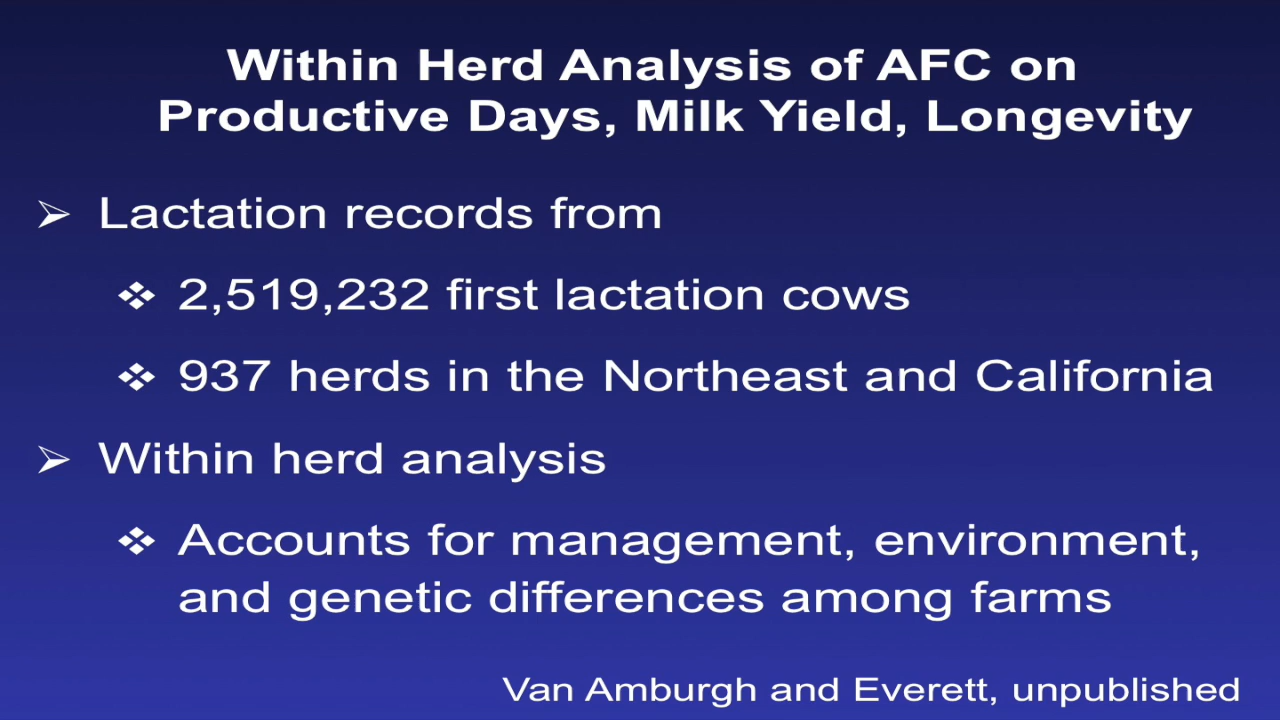 Within Herd Analysis of AFC on
Productive Days, Milk Yield, Longevity
➢ Lactation records from
❖ 2,519,232 first lactation cows
❖ 937 herds in the Northeast and California
➢ Within herd analysis
❖ Accounts for management, environment,
and genetic differences among farms
Van Amburgh and Everett, unpublished